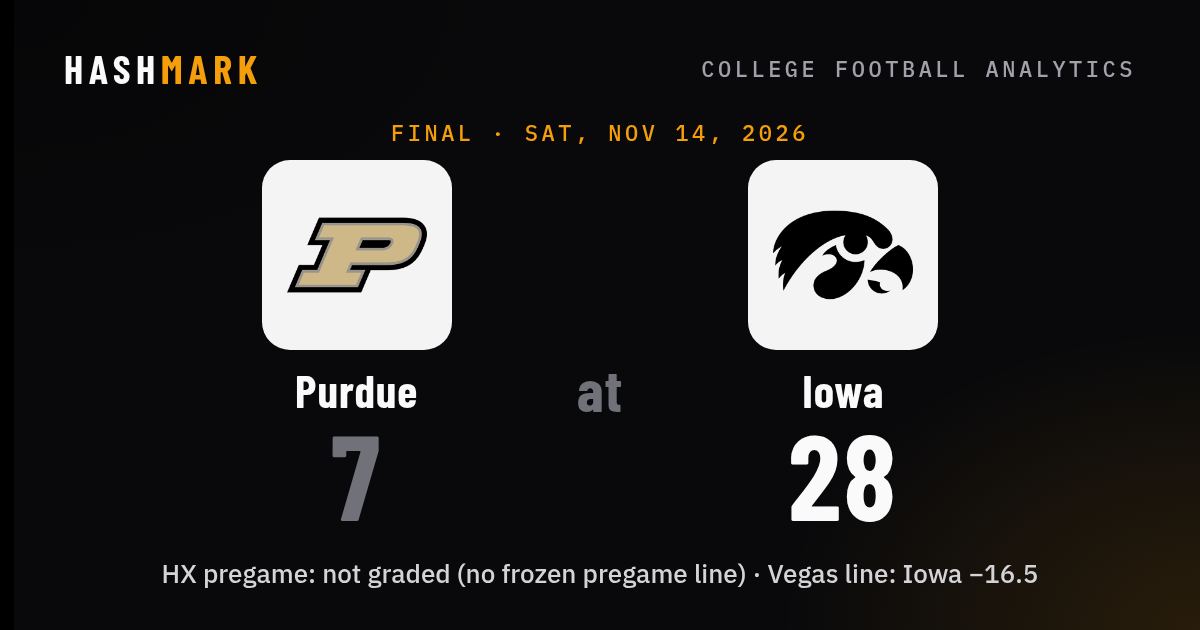 HASHMARK
COLLEGE FOOTBALL ANALYTICS
FINAL · SAT, NOV 14, 2026
P
Purdue at Iowa
7 28
HX pregame: not graded (no frozen pregame line) · Vegas line: Iowa −16.5